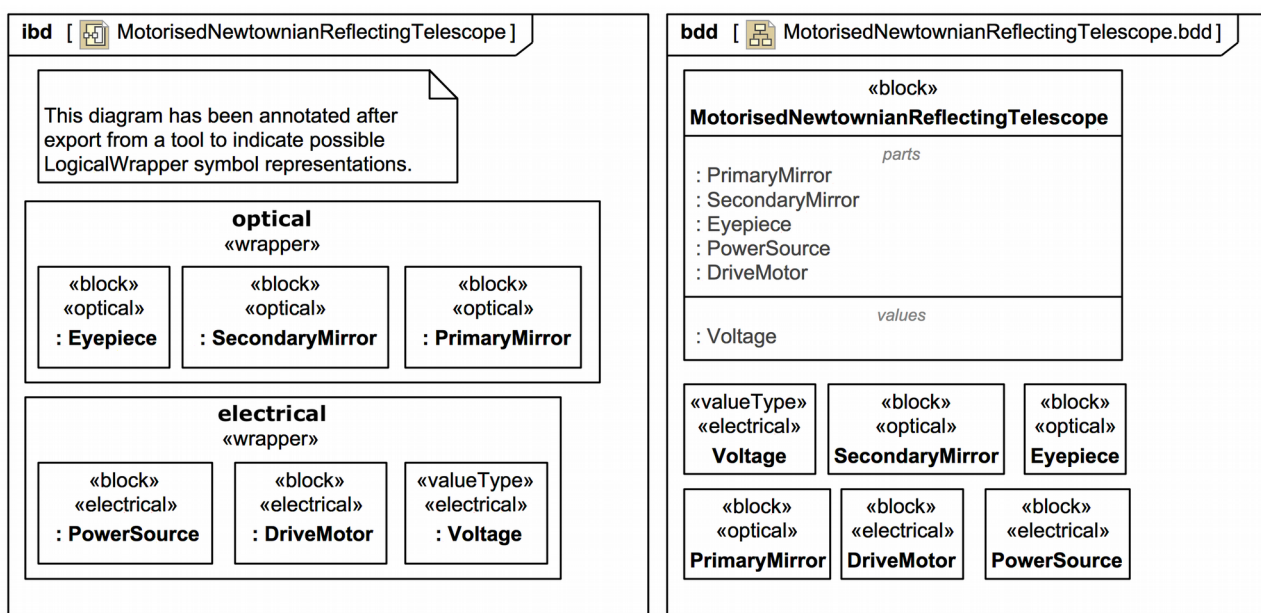 ibd [ MotorisedNewtownianReflectingTelescope ]
This diagram has been annotated after
export from a tool to indicate possible
LogicalWrapper symbol representations.
optical
«wrapper»
«block»
«optical»
: Eyepiece
«block»
«optical»
: SecondaryMirror
«block»
«optical»
: PrimaryMirror
electrical
«wrapper»
«block»
«electrical»
: PowerSource
«block»
«electrical»
: DriveMotor
«valueType»
«electrical»
: Voltage
bdd [ MotorisedNewtownianReflectingTelescope.bdd ]
«block»
MotorisedNewtownianReflectingTelescope
parts
: PrimaryMirror
: SecondaryMirror
: Eyepiece
: PowerSource
: DriveMotor
values
: Voltage
«valueType»
«electrical»
Voltage
«block»
«optical»
SecondaryMirror
«block»
«optical»
Eyepiece
«block»
«optical»
PrimaryMirror
«block»
«electrical»
DriveMotor
«block»
«electrical»
PowerSource